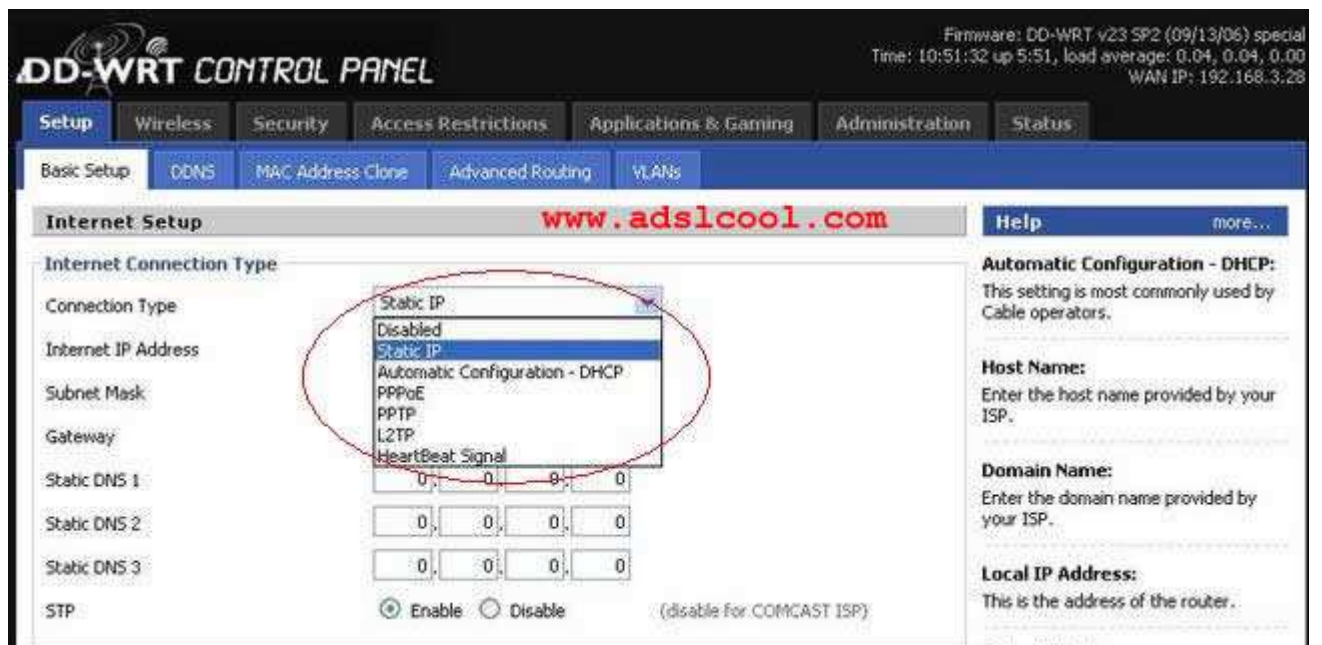 DD-WRT CONTROL PANEL
Firmware: DD-WRT v23 SP2 (09/13/06) special
Time: 10:51:32 up 5:51, load average: 0.04, 0.04, 0.00
WAN IP: 192.168.3.28
Setup Wireless Security Access Restrictions Applications & Gaming Administration Status
Basic Setup DDNS MAC Address Clone Advanced Routing VLANs
Internet Setup
www.adslcool.com
Internet Connection Type
Connection Type Static IP
Disabled
Static IP
Automatic Configuration - DHCP
PPPoE
PPTP
L2TP
HeartBeat Signal
Internet IP Address
Subnet Mask
Gateway
Static DNS 1 0. 0. 0. 0
Static DNS 2 0. 0. 0. 0
Static DNS 3 0. 0. 0. 0
STP Enable Disable (disable for COMCAST ISP)
Help more...
Automatic Configuration - DHCP:
This setting is most commonly used by
Cable operators.
Host Name:
Enter the host name provided by your
ISP.
Domain Name:
Enter the domain name provided by
your ISP.
Local IP Address:
This is the address of the router.